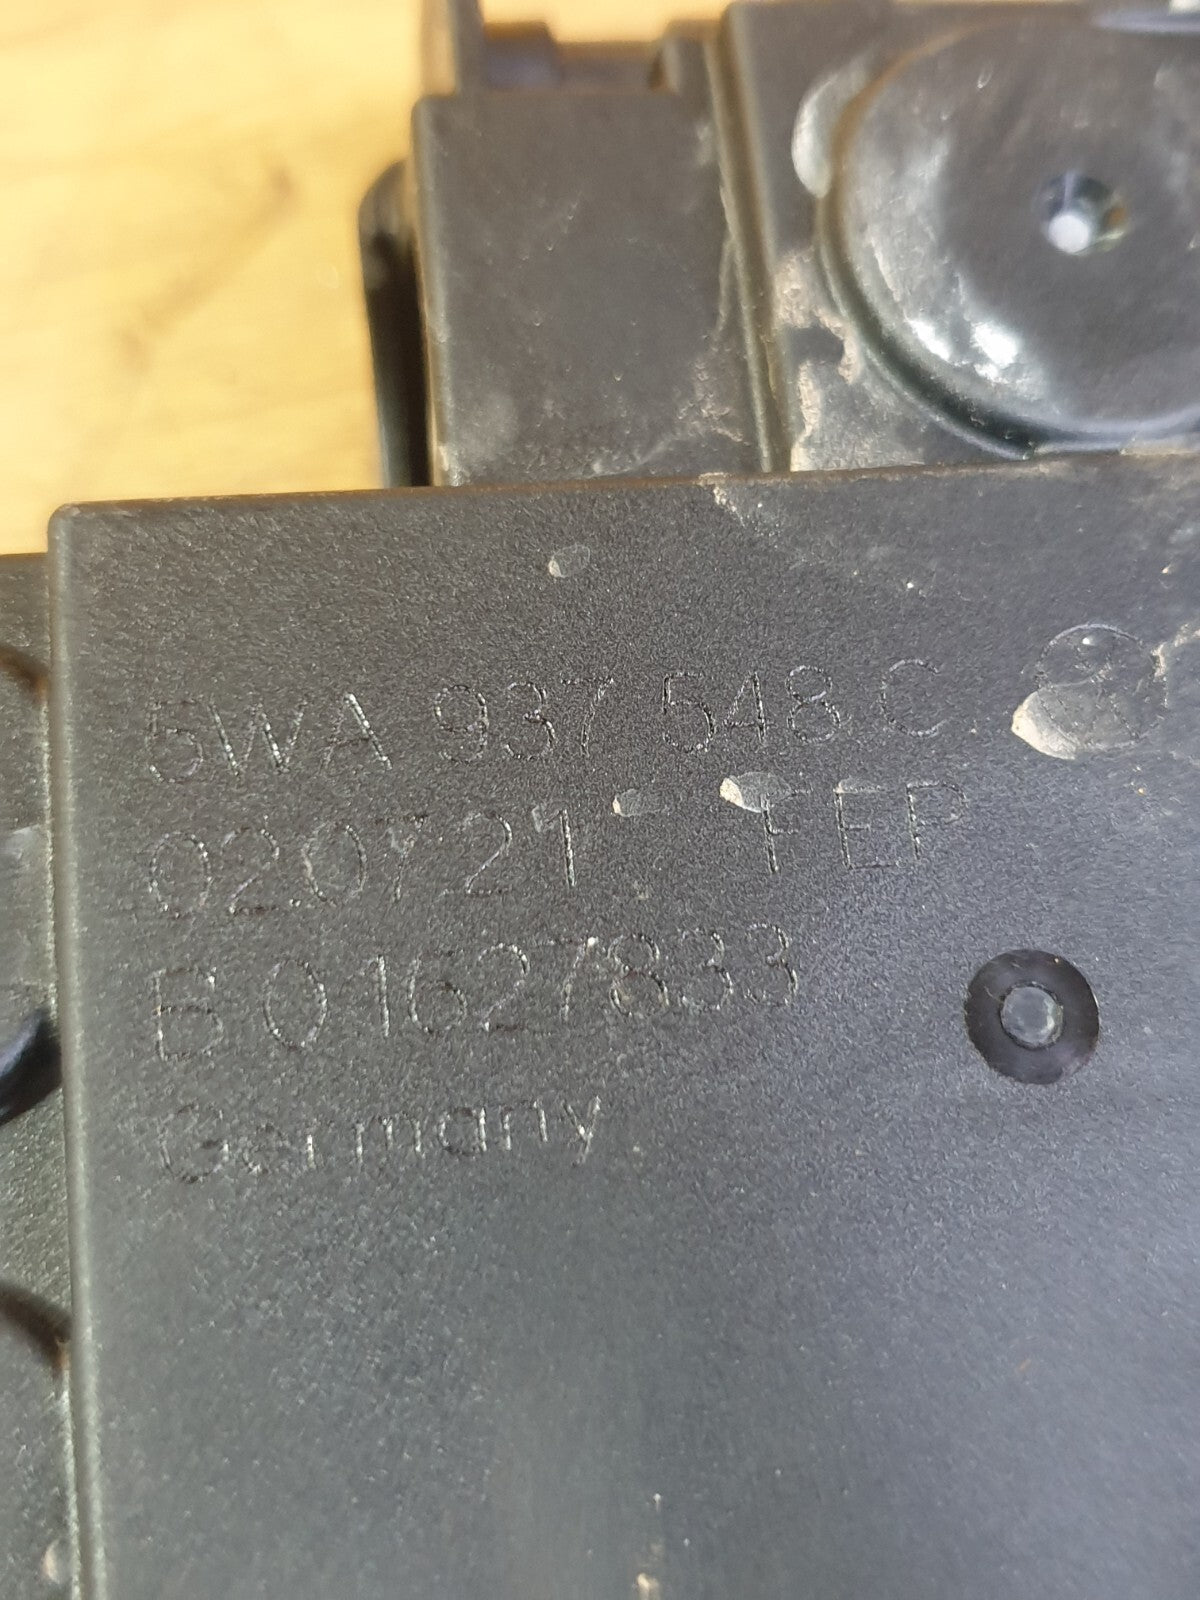 5WA 937 548 C
020721 TEP
B 01627833
Germany